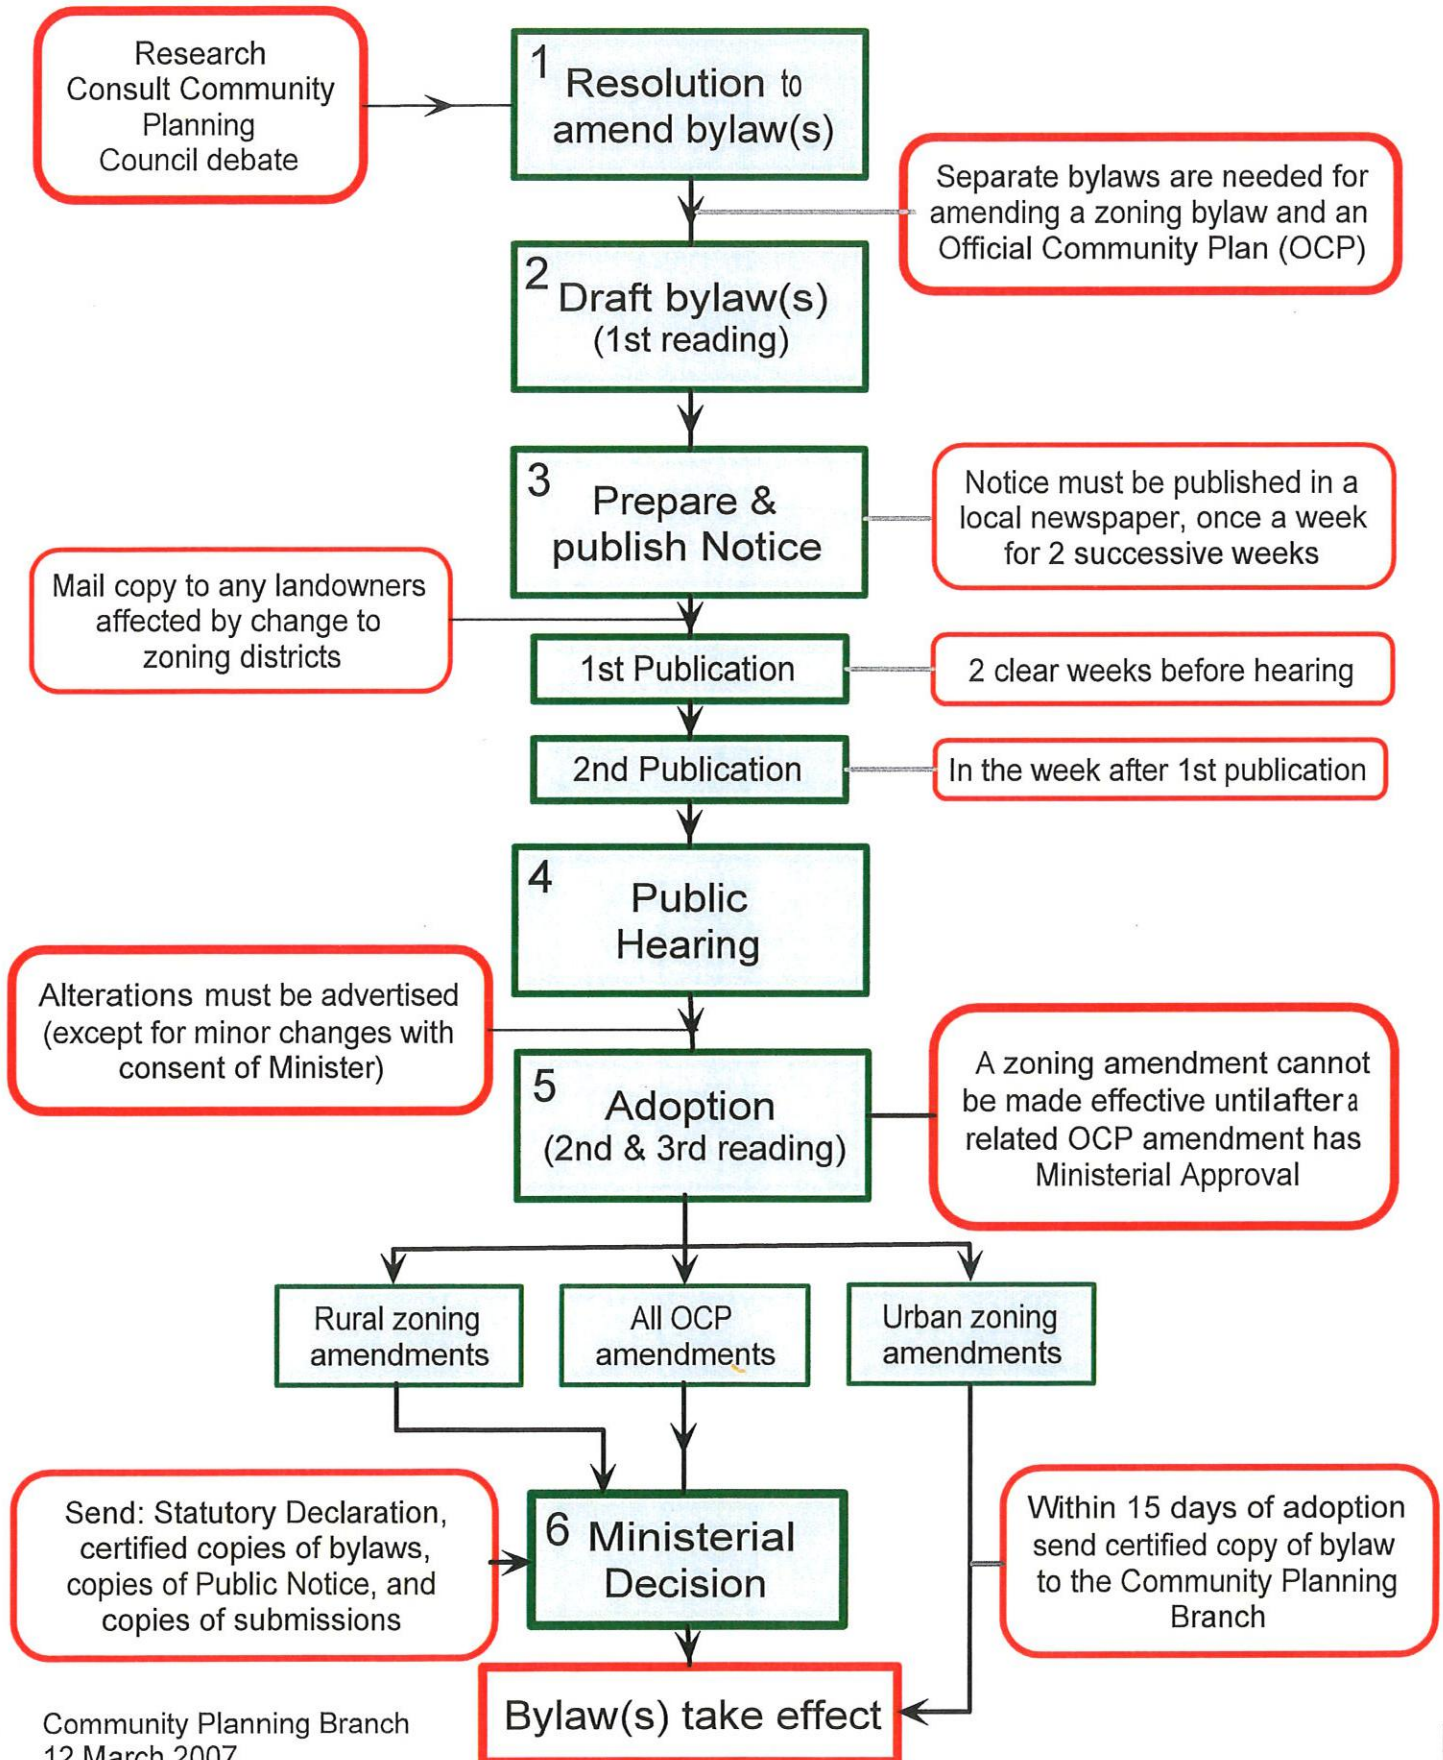 Research
Consult Community
Planning
Council debate
1
Resolution to
amend bylaw(s)
Separate bylaws are needed for
amending a zoning bylaw and an
Official Community Plan (OCP)
2
Draft bylaw(s)
(1st reading)
3
Prepare &
publish Notice
Notice must be published in a
local newspaper, once a week
for 2 successive weeks
Mail copy to any landowners
affected by change to
zoning districts
1st Publication
2 clear weeks before hearing
2nd Publication
In the week after 1st publication
4
Public
Hearing
Alterations must be advertised
(except for minor changes with
consent of Minister)
5
Adoption
(2nd & 3rd reading)
A zoning amendment cannot
be made effective until after a
related OCP amendment has
Ministerial Approval
Rural zoning
amendments
All OCP
amendments
Urban zoning
amendments
Send: Statutory Declaration,
certified copies of bylaws,
copies of Public Notice, and
copies of submissions
6 Ministerial
Decision
Within 15 days of adoption
send certified copy of bylaw
to the Community Planning
Branch
Bylaw(s) take effect
Community Planning Branch
12 March 2007